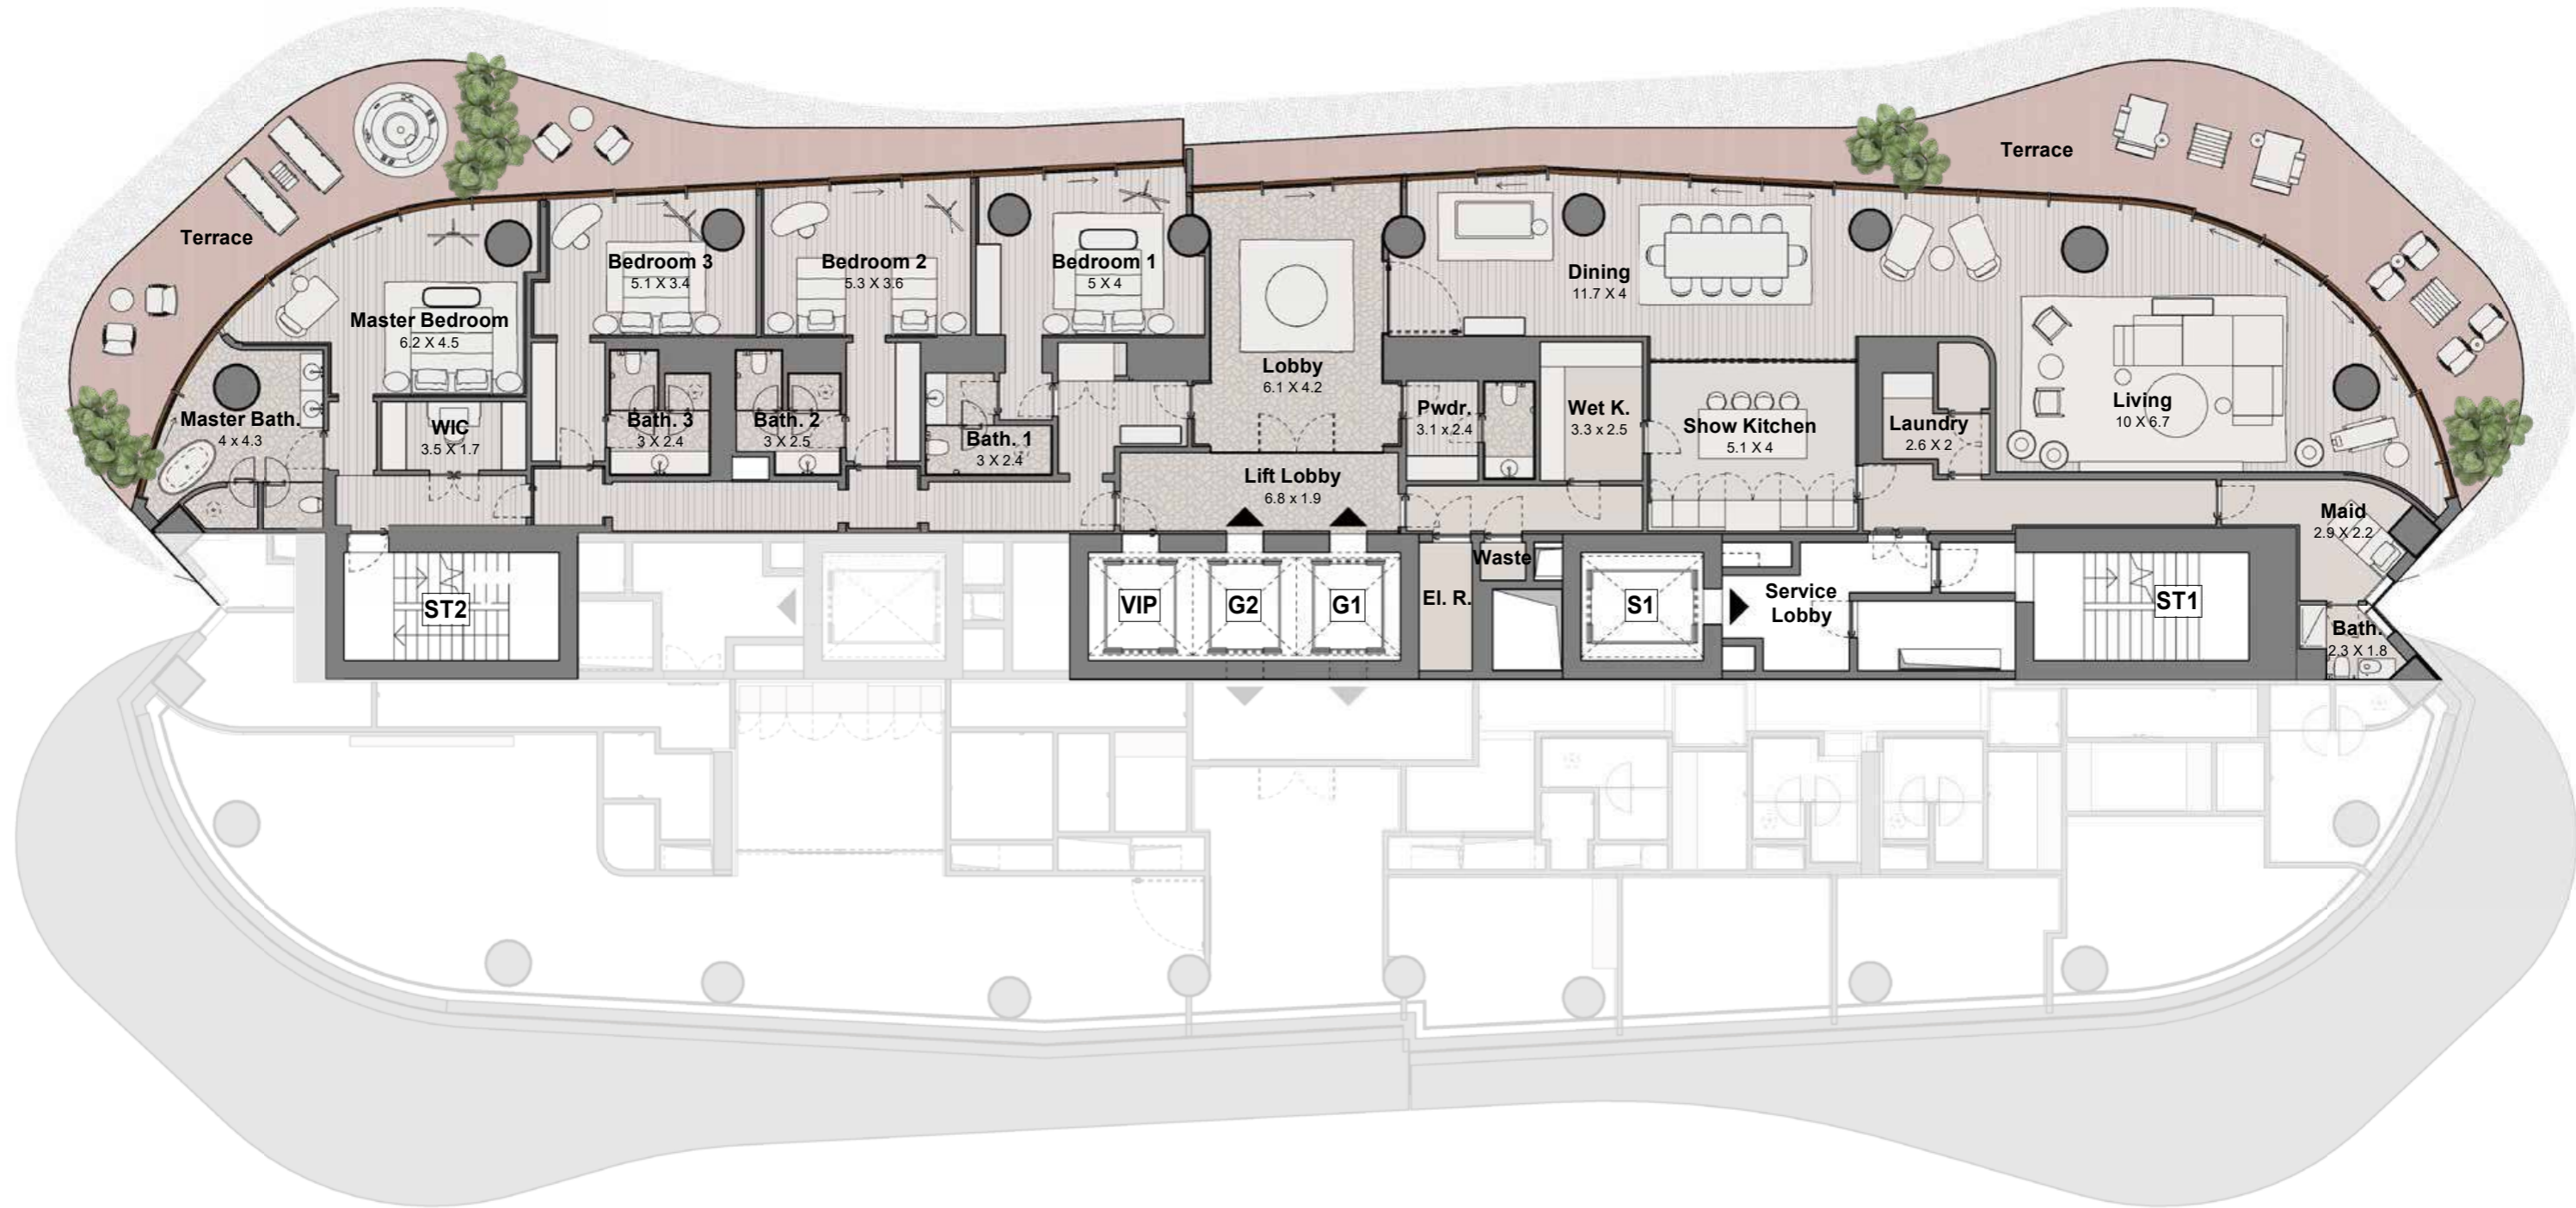 Terrace
Terrace
Master Bedroom
6.2 X 4.5
Bedroom 3
5.1 X 3.4
Bedroom 2
5.3 X 3.6
Bedroom 1
5 X 4
Lobby
6.1 X 4.2
Dining
11.7 X 4
Living
10 X 6.7
Master Bath.
4 x 4.3
WIC
3.5 X 1.7
Bath. 3
3 X 2.4
Bath. 2
3 X 2.5
Bath. 1
3 X 2.4
Lift Lobby
6.8 x 1.9
Pwdr.
3.1 x 2.4
Wet K.
3.3 x 2.5
Show Kitchen
5.1 X 4
Laundry
2.6 X 2
Maid
2.9 X 2.2
Waste
ST2
VIP
G2
G1
El. R.
S1
Service
Lobby
ST1
Bath.
2.3 X 1.8